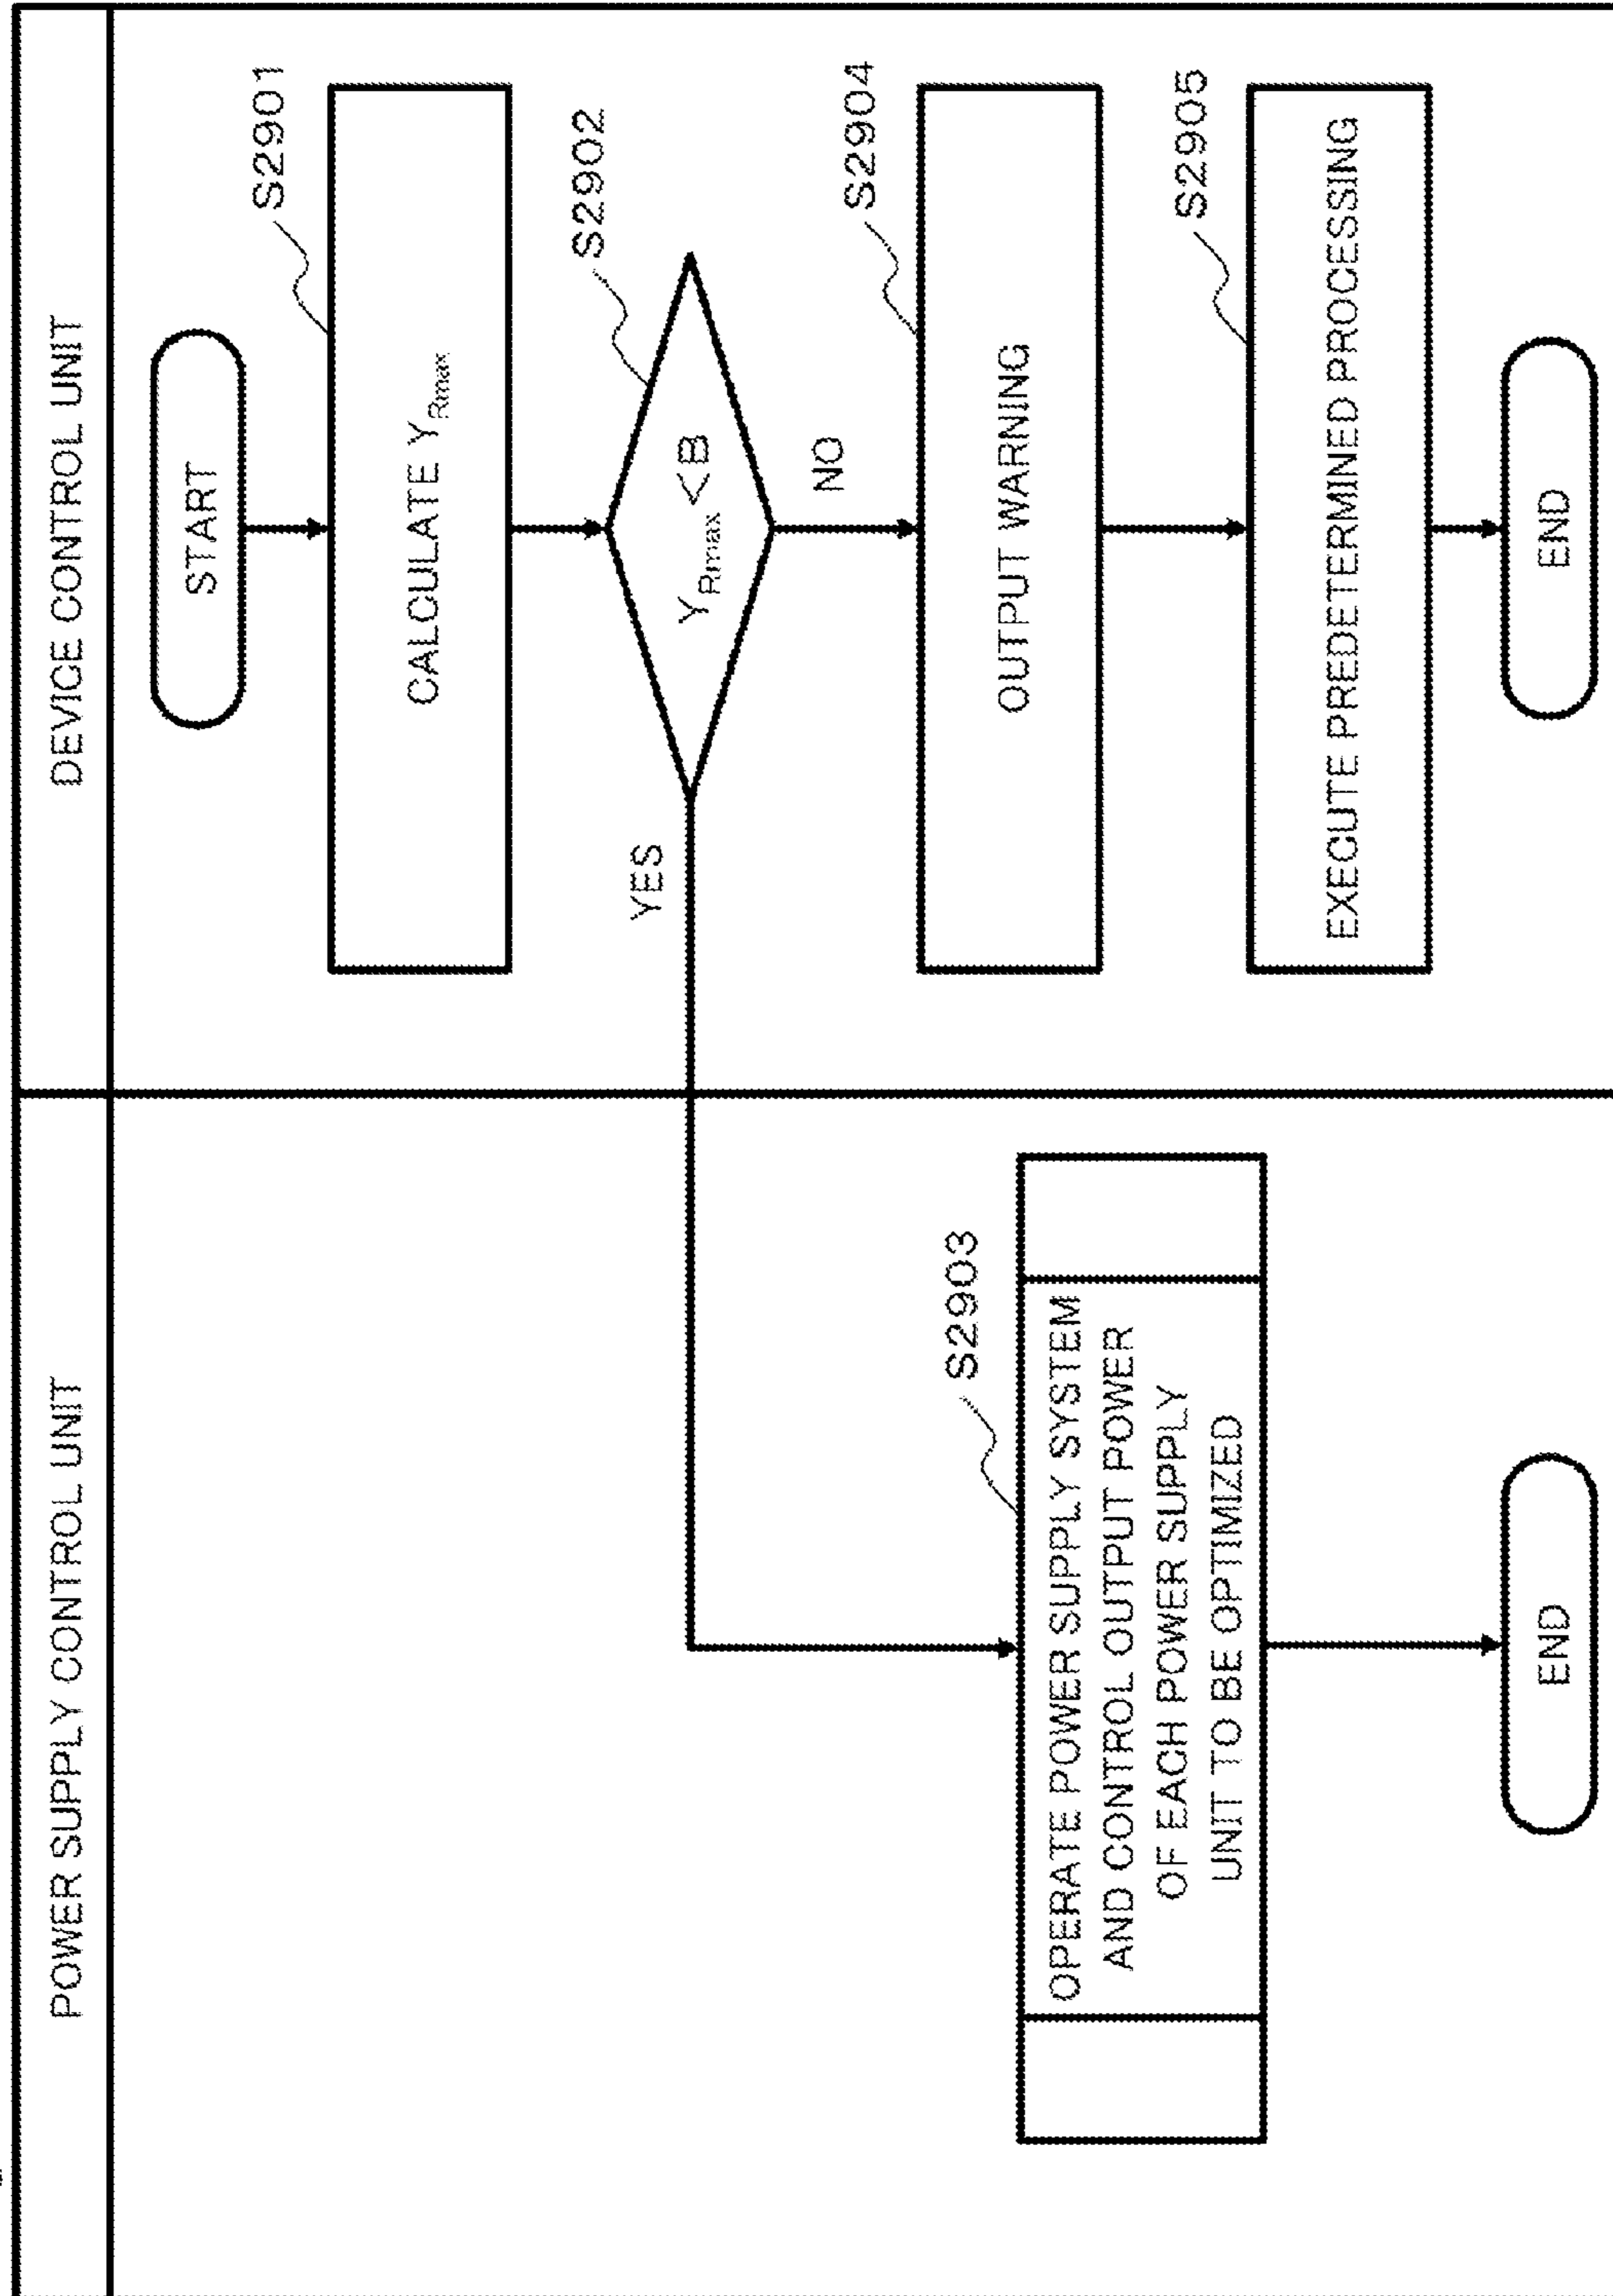 POWER SUPPLY CONTROL UNIT
DEVICE CONTROL UNIT
START
S2901
CALCULATE Y_Rmax
S2902
Y_Rmax <B
YES
NO
S2903
OPERATE POWER SUPPLY SYSTEM
AND CONTROL OUTPUT POWER
OF EACH POWER SUPPLY
UNIT TO BE OPTIMIZED
S2904
OUTPUT WARNING
S2905
EXECUTE PREDETERMINED PROCESSING
END
END